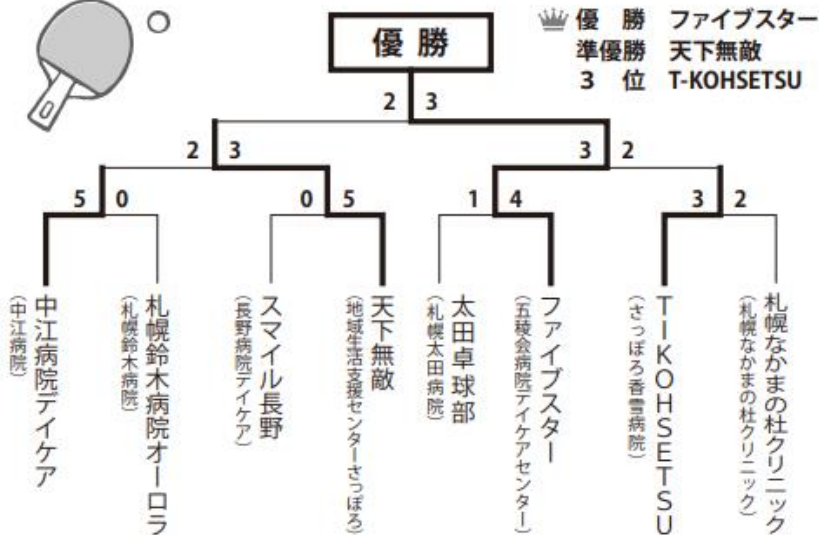 優勝
優　勝　ファイブスター
準優勝　天下無敵
3　位　T-KOHSETSU
2 3
2 3
3 2
5 0
0 5
1 4
3 2
中江病院デイケア
（中江病院）
札幌鈴木病院オーロラ
（札幌鈴木病院）
スマイル長野
（長野病院デイケア）
天下無敵
（地域生活支援センターさっぽろ）
太田卓球部
（札幌太田病院）
ファイブスター
（五稜会病院デイケアセンター）
T-KOHSETSU
（さっぽろ香雪病院）
札幌なかまの杜クリニック
（札幌なかまの杜クリニック）